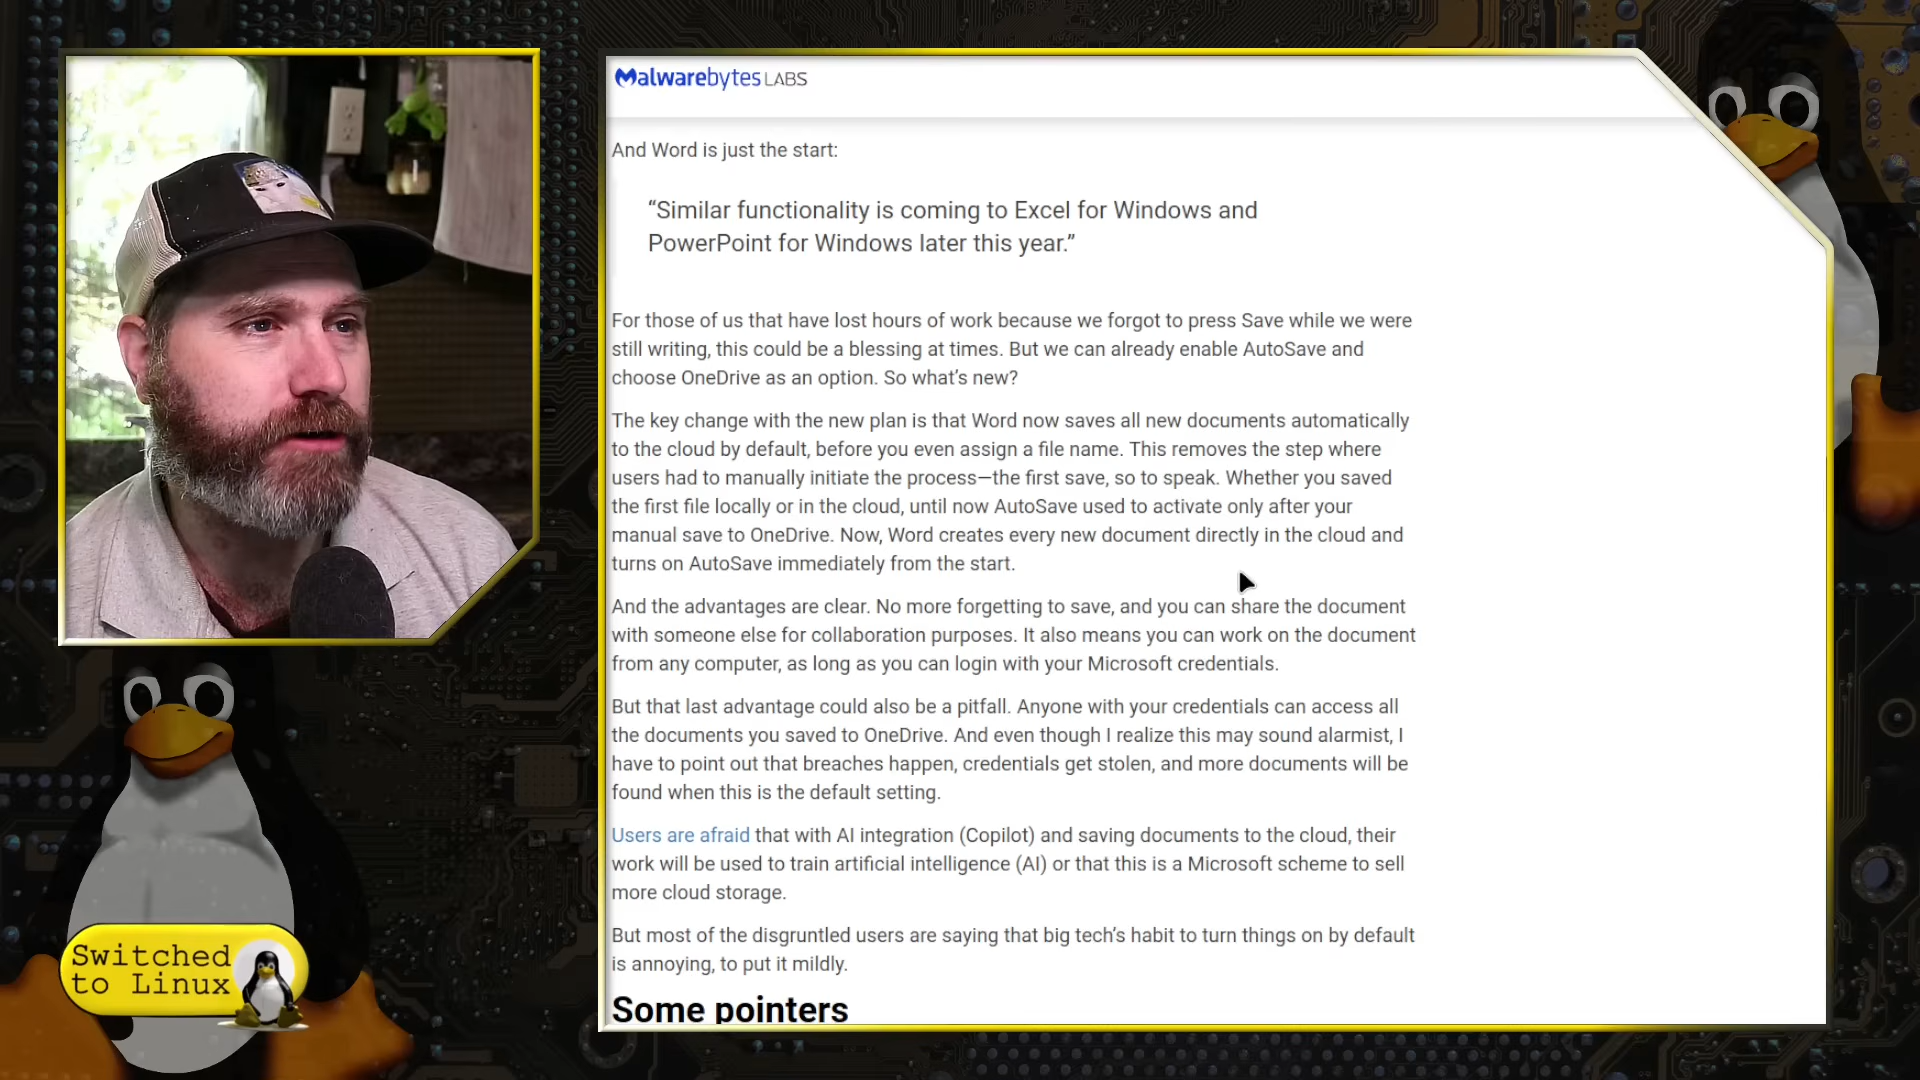 Malwarebytes LABS
And Word is just the start:
“Similar functionality is coming to Excel for Windows and
PowerPoint for Windows later this year.”
For those of us that have lost hours of work because we forgot to press Save while we were
still writing, this could be a blessing at times. But we can already enable AutoSave and
choose OneDrive as an option. So what’s new?
The key change with the new plan is that Word now saves all new documents automatically
to the cloud by default, before you even assign a file name. This removes the step where
users had to manually initiate the process—the first save, so to speak. Whether you saved
the first file locally or in the cloud, until now AutoSave used to activate only after your
manual save to OneDrive. Now, Word creates every new document directly in the cloud and
turns on AutoSave immediately from the start.
And the advantages are clear. No more forgetting to save, and you can share the document
with someone else for collaboration purposes. It also means you can work on the document
from any computer, as long as you can login with your Microsoft credentials.
But that last advantage could also be a pitfall. Anyone with your credentials can access all
the documents you saved to OneDrive. And even though I realize this may sound alarmist, I
have to point out that breaches happen, credentials get stolen, and more documents will be
found when this is the default setting.
Users are afraid that with AI integration (Copilot) and saving documents to the cloud, their
work will be used to train artificial intelligence (AI) or that this is a Microsoft scheme to sell
more cloud storage.
But most of the disgruntled users are saying that big tech’s habit to turn things on by default
is annoying, to put it mildly.
Some pointers
Switched
to Linux